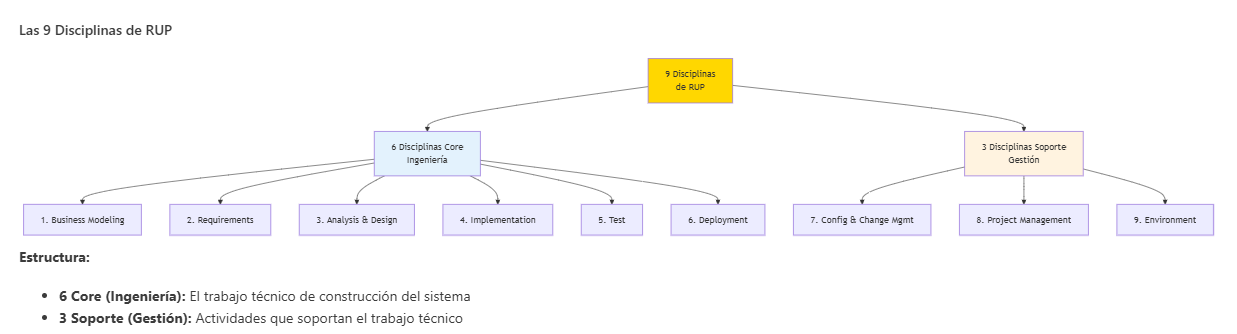 Las 9 Disciplinas de RUP
9 Disciplinas
de RUP
6 Disciplinas Core
Ingeniería
3 Disciplinas Soporte
Gestión
1. Business Modeling
2. Requirements
3. Analysis & Design
4. Implementation
5. Test
6. Deployment
7. Config & Change Mgmt
8. Project Management
9. Environment
Estructura:
• 6 Core (Ingeniería): El trabajo técnico de construcción del sistema
• 3 Soporte (Gestión): Actividades que soportan el trabajo técnico